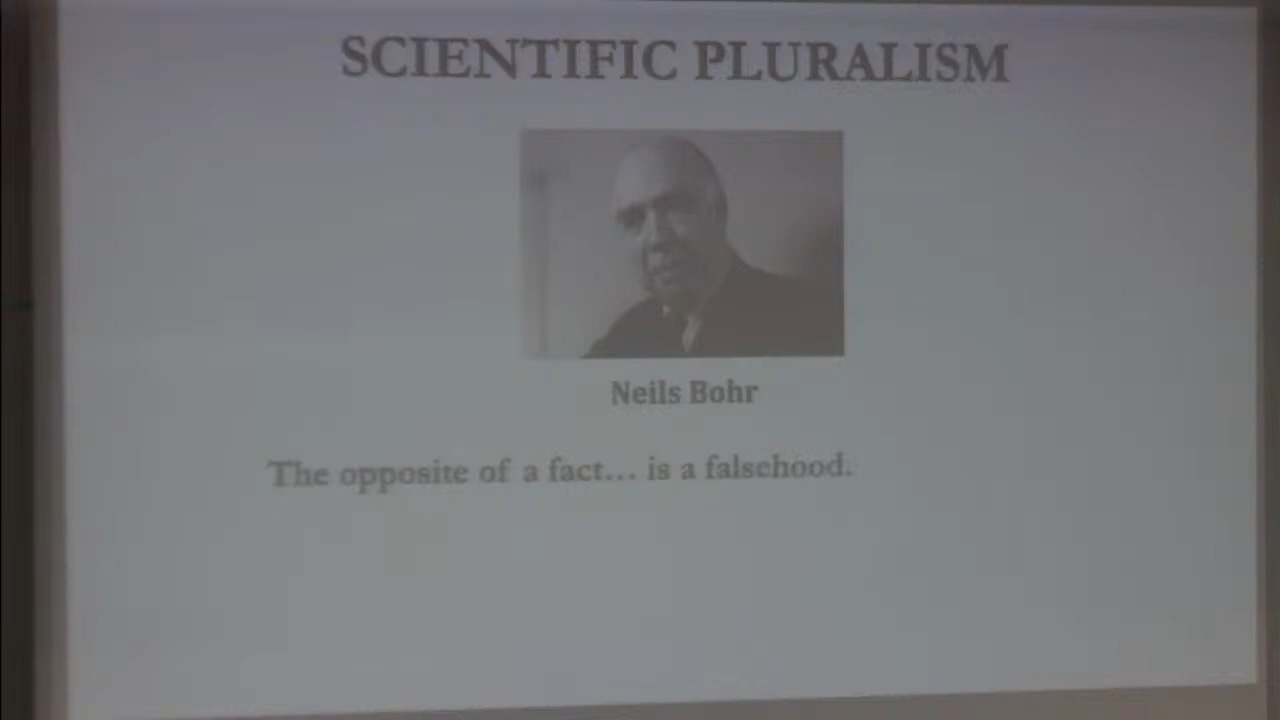 SCIENTIFIC PLURALISM
Neils Bohr
The opposite of a fact... is a falsehood.